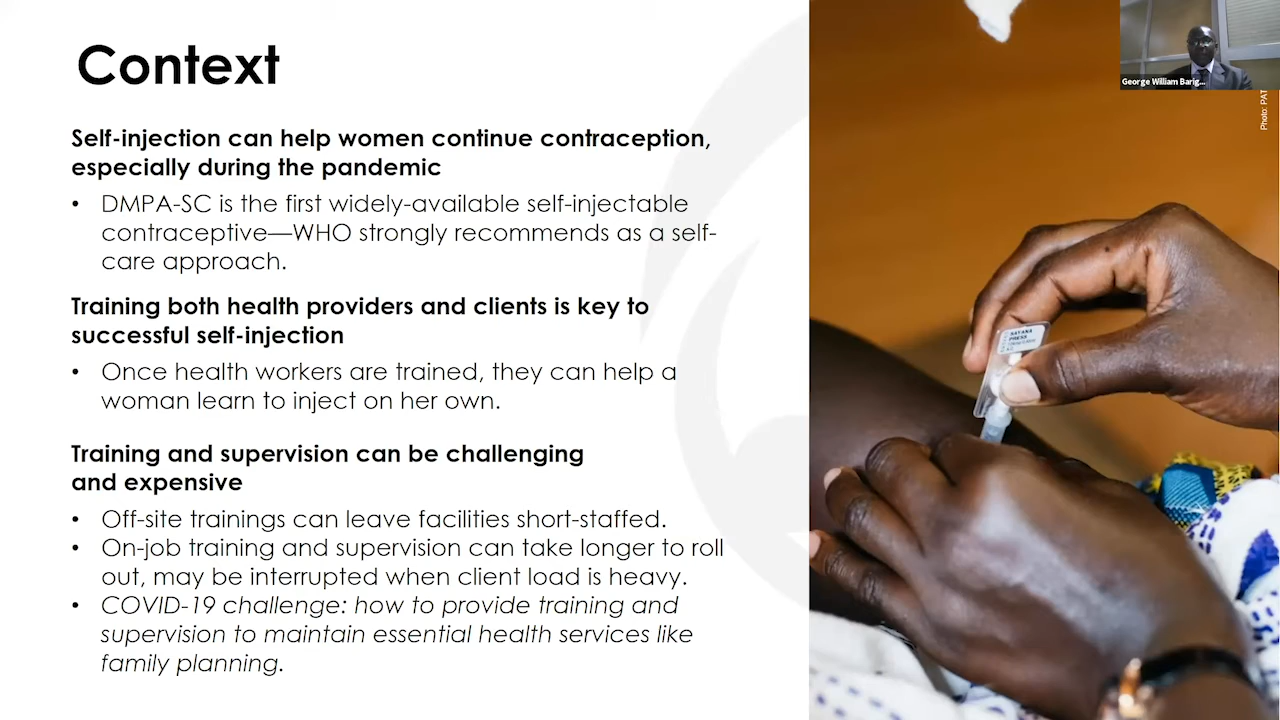 Context
Self-injection can help women continue contraception,
especially during the pandemic
• DMPA-SC is the first widely-available self-injectable
contraceptive—WHO strongly recommends as a self-
care approach.
Training both health providers and clients is key to
successful self-injection
• Once health workers are trained, they can help a
woman learn to inject on her own.
Training and supervision can be challenging
and expensive
• Off-site trainings can leave facilities short-staffed.
• On-job training and supervision can take longer to roll
out, may be interrupted when client load is heavy.
• COVID-19 challenge: how to provide training and
supervision to maintain essential health services like
family planning.
George William Barig...
Photo: PAT
SAYANA
PRESS